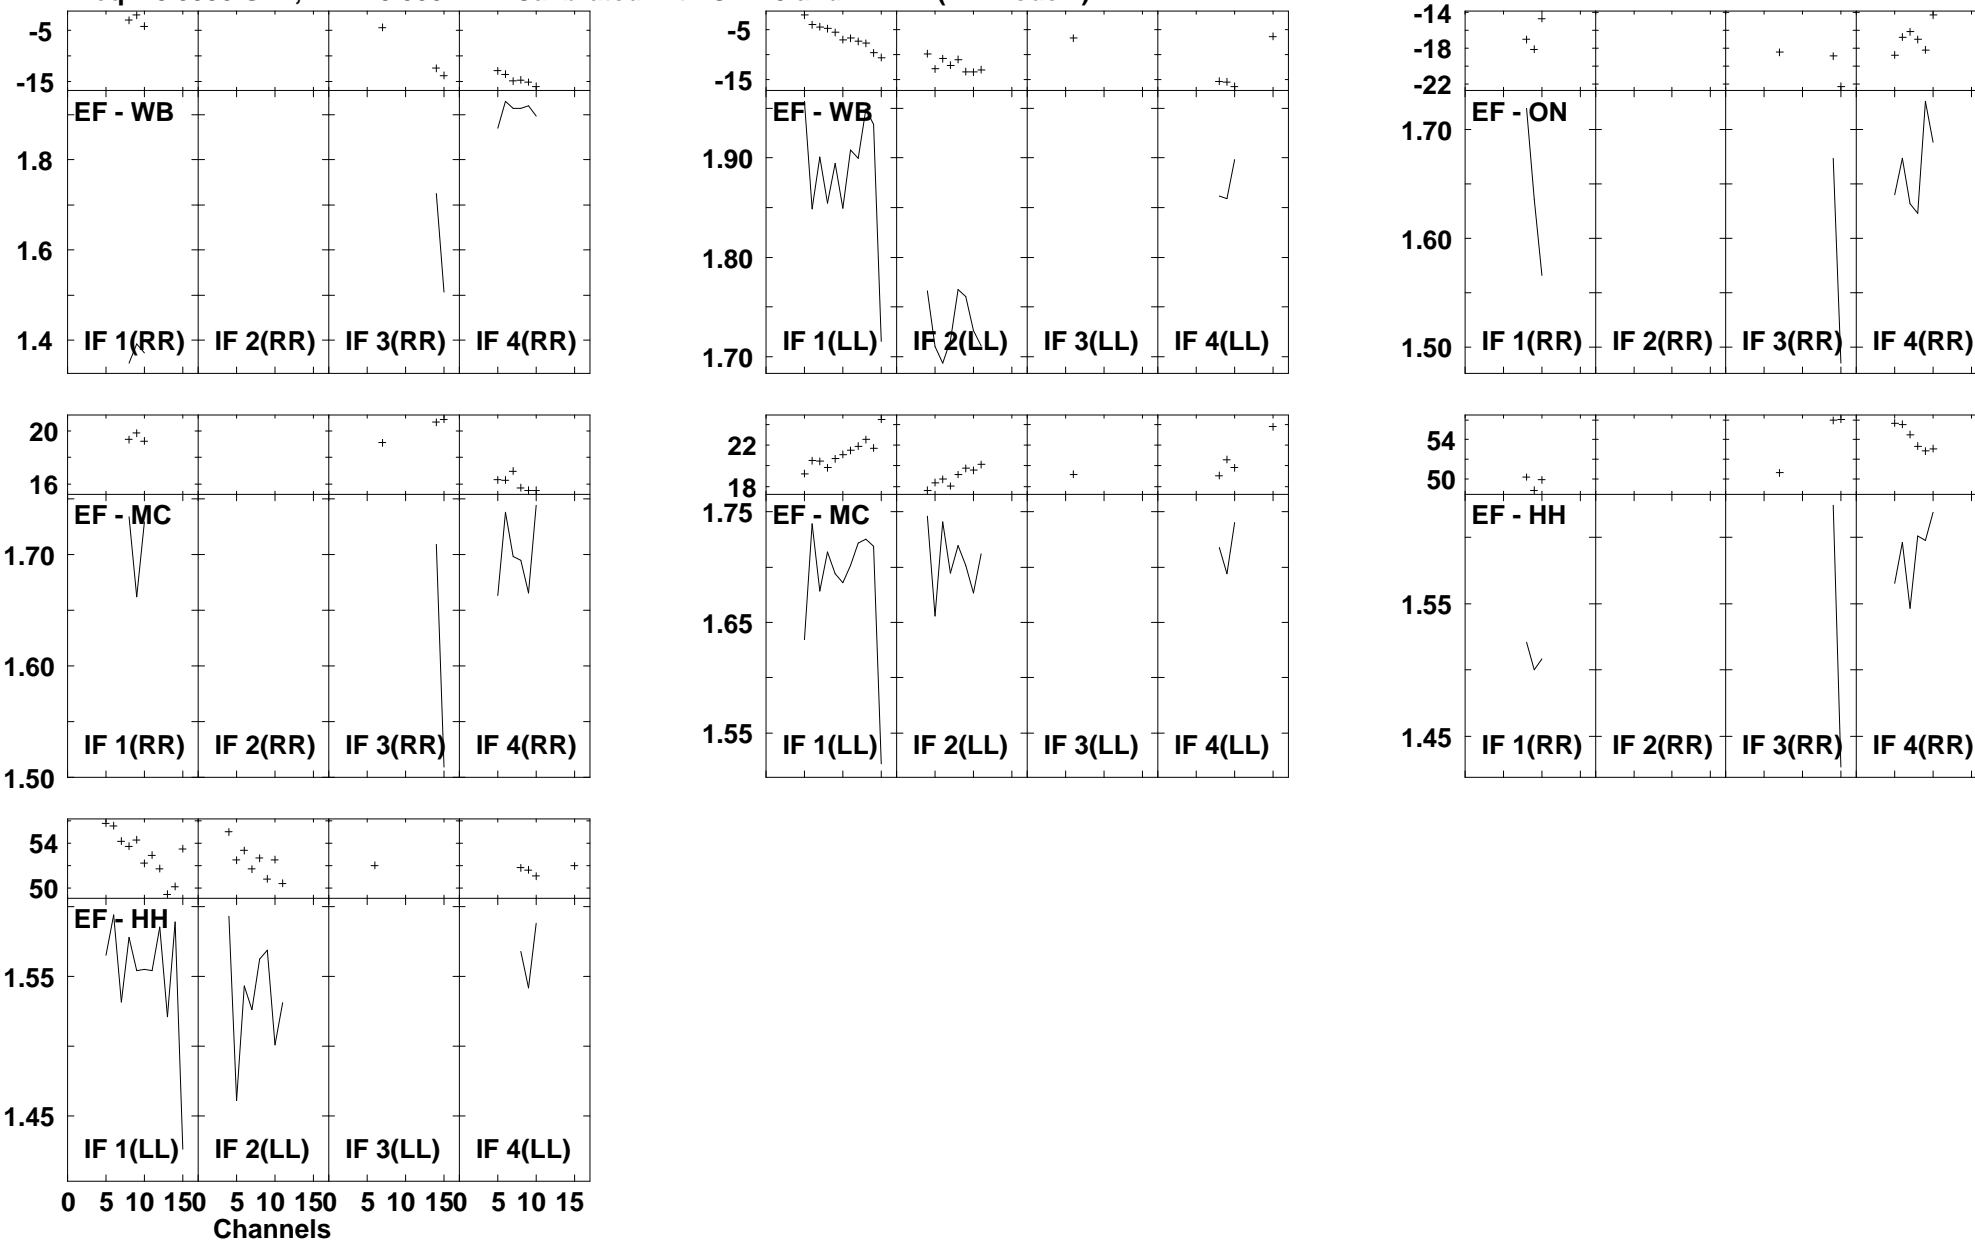 -5 -5 -14
-18
-15 -15 -22
EF - WB EF - WB EF - ON
1.8 1.90 1.70
1.6 1.80 1.60
1.4 IF 1(RR) IF 2(RR) IF 3(RR) IF 4(RR) 1.70 IF 1(LL) IF 2(LL) IF 3(LL) IF 4(LL) 1.50 IF 1(RR) IF 2(RR) IF 3(RR) IF 4(RR)
20 22 54
16 18 50
EF - MC 1.75 EF - MC EF - HH
1.70 1.65 1.55
1.60 1.55 1.45
IF 1(RR) IF 2(RR) IF 3(RR) IF 4(RR) IF 1(LL) IF 2(LL) IF 3(LL) IF 4(LL) IF 1(RR) IF 2(RR) IF 3(RR) IF 4(RR)
1.50
54
50
EF - HH
1.55
1.45
IF 1(LL) IF 2(LL) IF 3(LL) IF 4(LL)
0 5 10 150 5 10 150 5 10 150 5 10 15
Channels